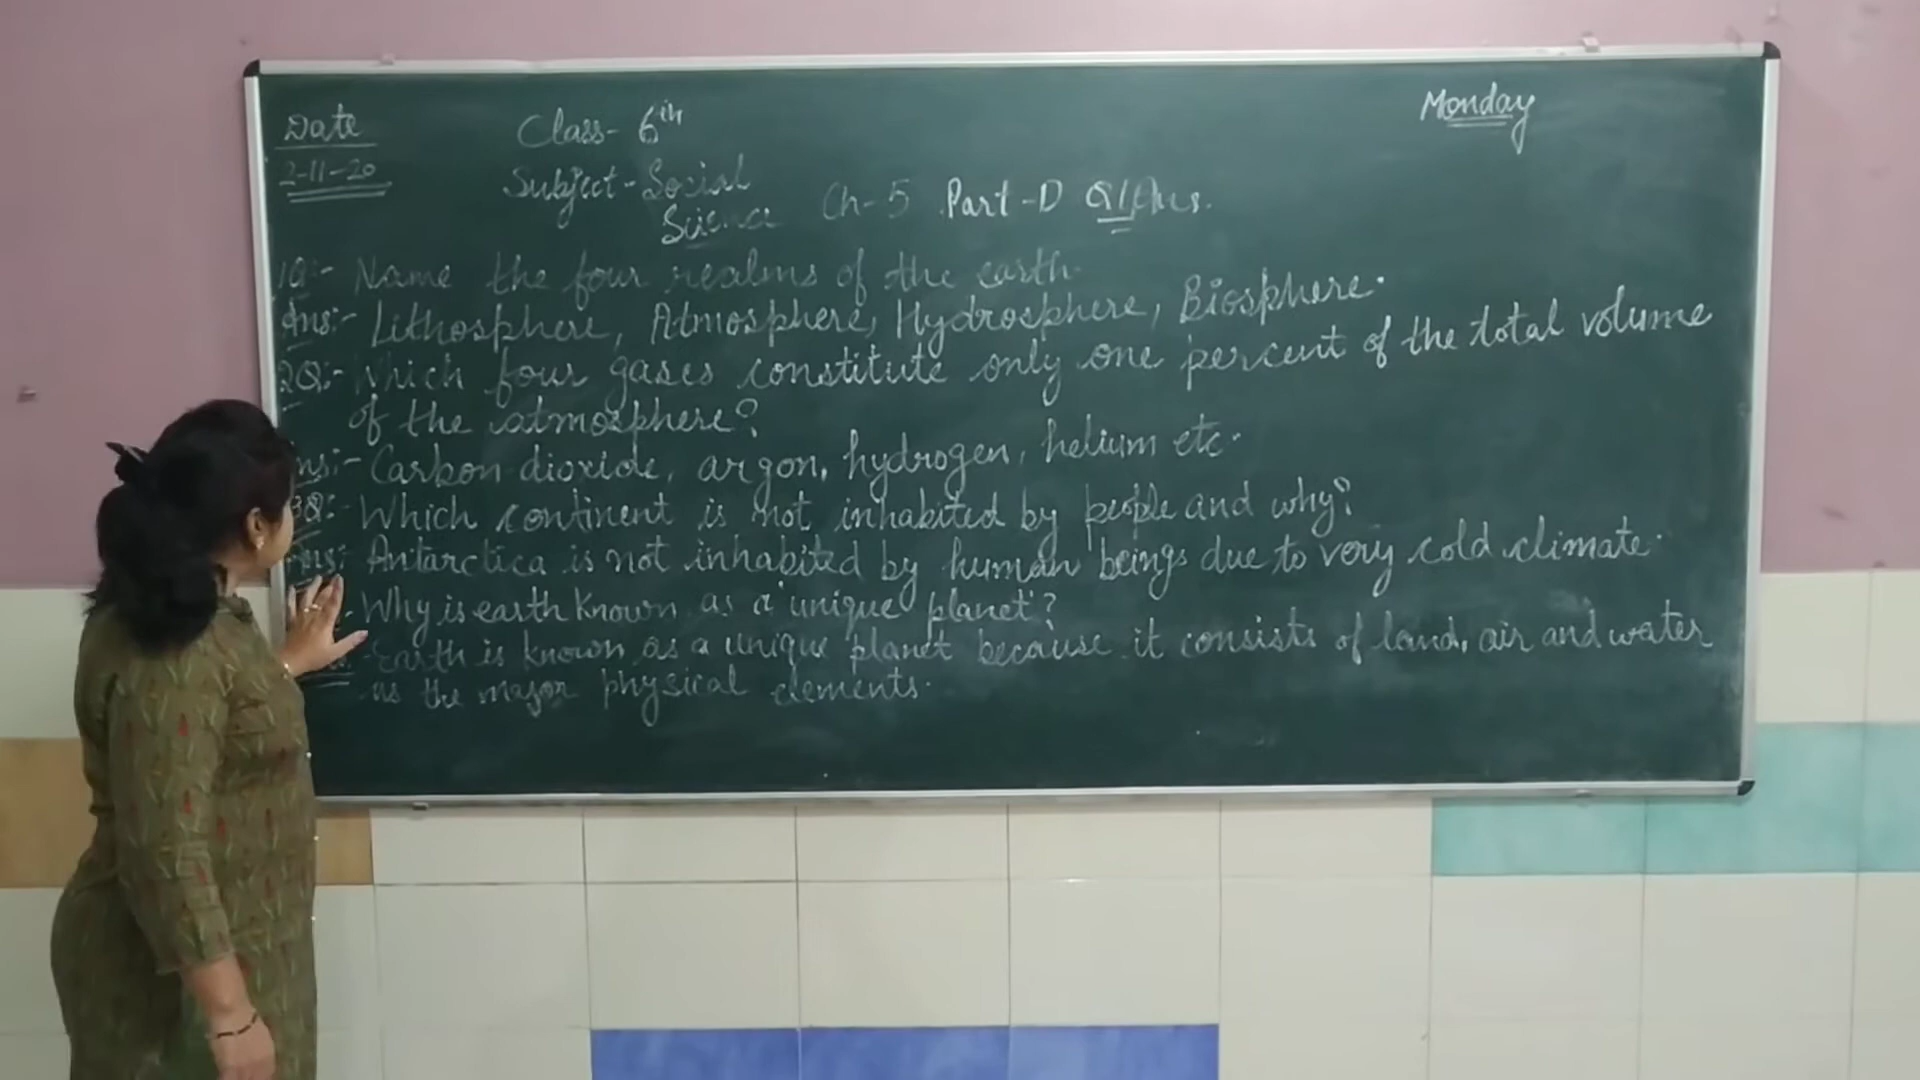 Date
2-11-20
Class- 6th
Monday
Subject- Social
Science
Ch-5 Part-D Q/Ans.
1Q:- Name the four realms of the earth.
Ans:- Lithosphere, Atmosphere, Hydrosphere, Biosphere.
2Q:- Which four gases constitute only one percent of the total volume
of the atmosphere?
ns:- Carbon dioxide, argon, hydrogen, helium etc.
3Q:- Which continent is not inhabited by people and why?
Ans:- Antarctica is not inhabited by human beings due to very cold climate.
Why is earth known as a 'unique planet'?
Earth is known as a unique planet because it consists of land, air and water
as the major physical elements.